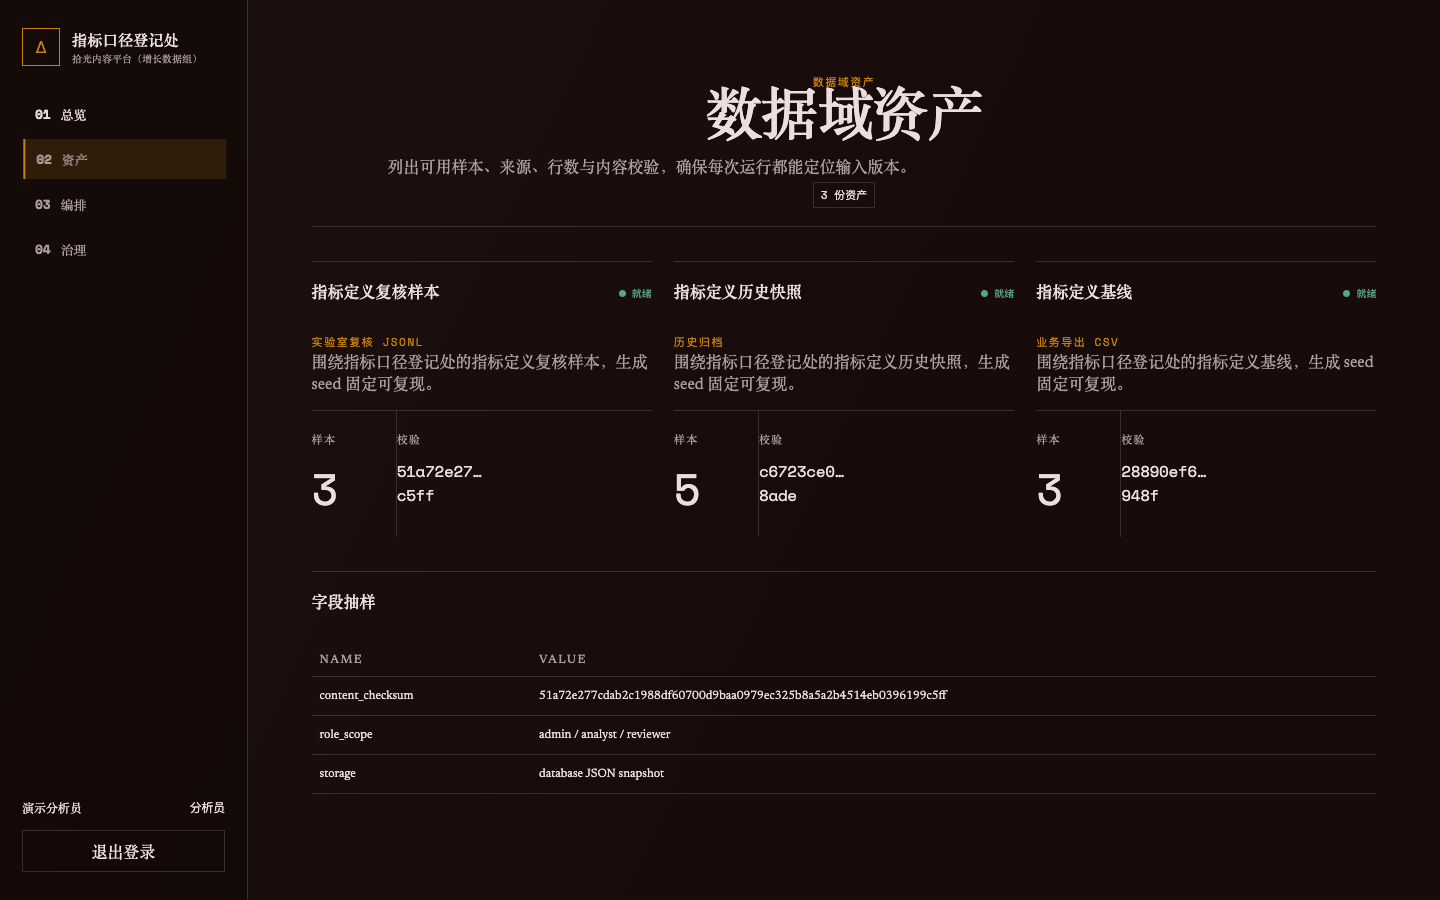 Δ
指标口径登记处
拾光内容平台（增长数据组）
01 总览
02 资产
03 编排
04 治理
演示分析员 分析员
退出登录
数据域资产
数据域资产
列出可用样本、来源、行数与内容校验，确保每次运行都能定位输入版本。
3 份资产
指标定义复核样本 就绪
实验室复核 JSONL
围绕指标口径登记处的指标定义复核样本，生成
seed 固定可复现。
样本 校验
3
51a72e27…
c5ff
指标定义历史快照 就绪
历史归档
围绕指标口径登记处的指标定义历史快照，生成
seed 固定可复现。
样本 校验
5
c6723ce0…
8ade
指标定义基线 就绪
业务导出 CSV
围绕指标口径登记处的指标定义基线，生成 seed
固定可复现。
样本 校验
3
28890ef6…
948f
字段抽样
NAME VALUE
content_checksum 51a72e277cdab2c1988df60700d9baa0979ec325b8a5a2b4514eb0396199c5ff
role_scope admin / analyst / reviewer
storage database JSON snapshot